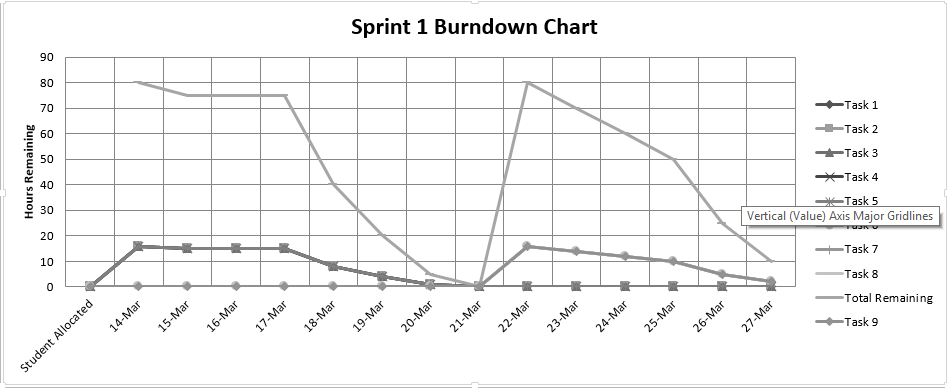 Sprint 1 Burndown Chart
90
80
70
60
50
40
30
20
10
0
Hours Remaining
Student Allocated
14-Mar
15-Mar
16-Mar
17-Mar
18-Mar
19-Mar
20-Mar
21-Mar
22-Mar
23-Mar
24-Mar
25-Mar
26-Mar
27-Mar
Task 1
Task 2
Task 3
Task 4
Task 5
Vertical (Value) Axis Major Gridlines
Task 7
Task 8
Total Remaining
Task 9